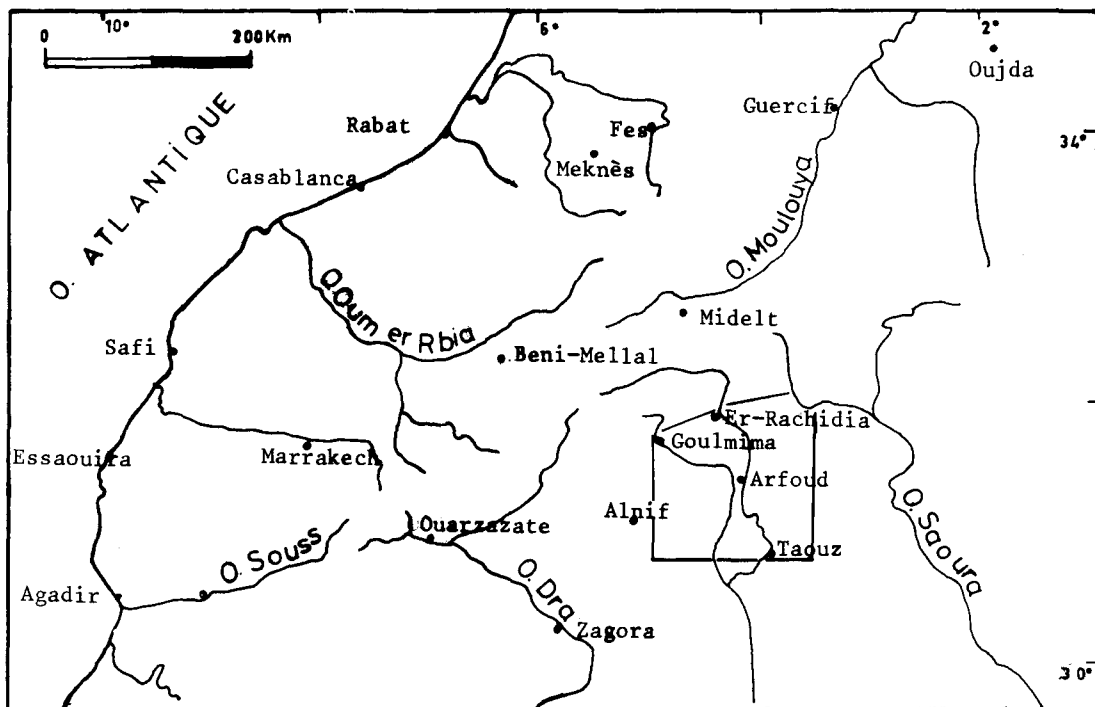 10°
6°
2°
0
200Km
Oujda
Guercif
O. ATLANTIQUE
Rabat
Fes
34°
Meknès
Casablanca
O. Moulouya
O.Oum er Rbia
Midelt
Safi
Beni-Mellal
Er-Rachidia
Goulmima
Essaouira
Marrakech
Arfoud
Alnif
Ouarzazate
O. Saoura
O. Souss
Taouz
O. Dra
Agadir
Zagora
30°